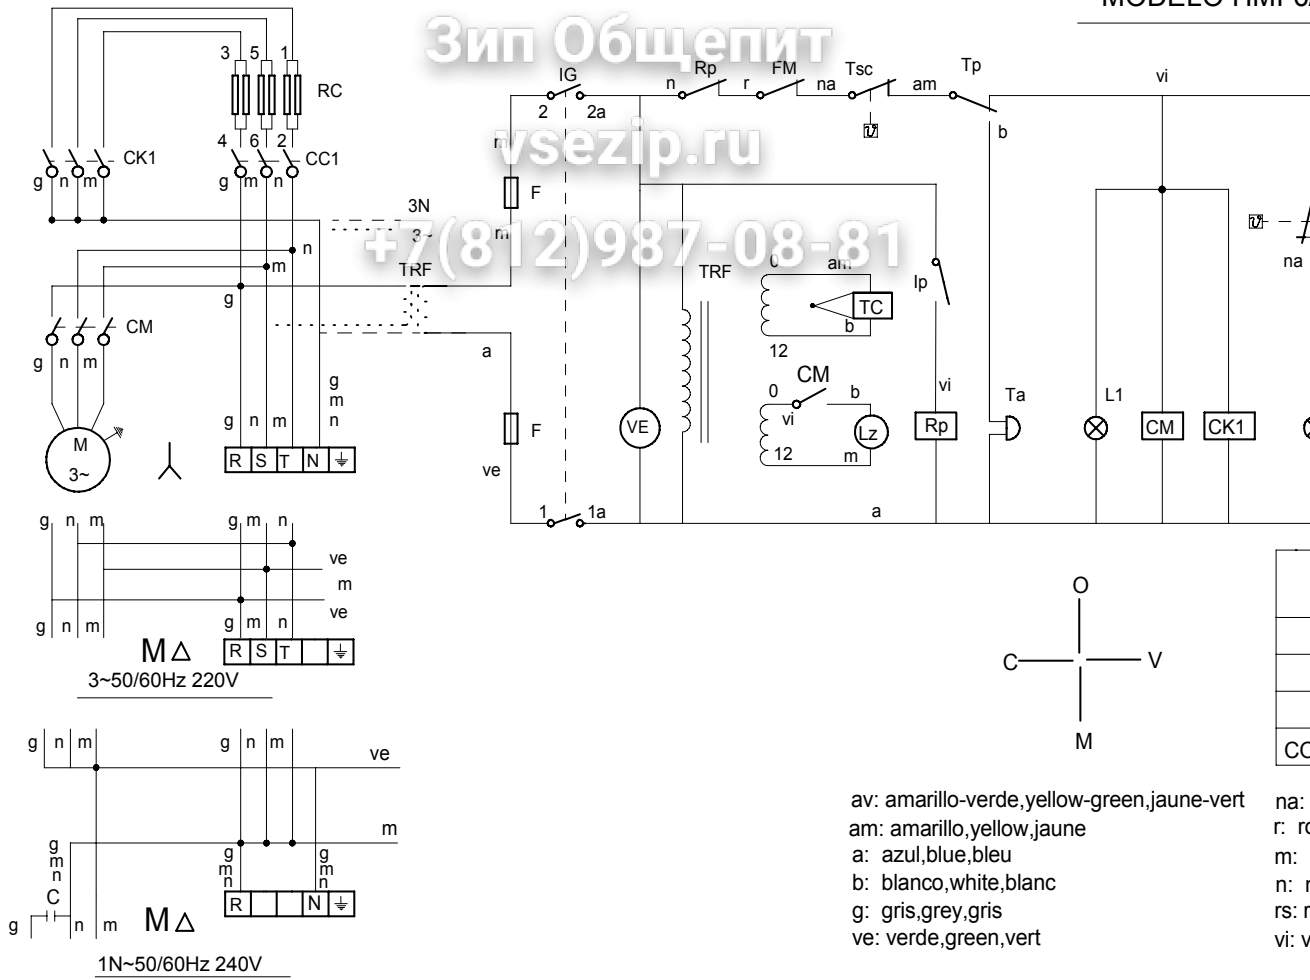 MODELO HMP
Зип Общепит
vsezip.ru
+7(812)987-08-81
3 5 1
RC
4 6 2
CK1
CC1
g n m
g m n
IG
2 2a
n Rp r FM na Tsc am Tp
b
vi
m
F
m
3N
3~
TRF
n
m
g
CM
g n m
g n m
g
m
n
M
3~
R S T N
a
F
ve
1 1a
VE
TRF
0 am
TC
b
12
CM
0 b
vi
Lz
12 m
Ip
vi
Rp
Ta
L1
CM
CK1
na
a
g n m
g m n
ve
m
ve
g n m
g m n
M
R S T
3~50/60Hz 220V
g n m
g n m
ve
m
g
m
n
C
g n m
g
m
n
g
m
n
R N
M
1N~50/60Hz 240V
O
C V
M
CO
av: amarillo-verde,yellow-green,jaune-vert
am: amarillo,yellow,jaune
a: azul,blue,bleu
b: blanco,white,blanc
g: gris,grey,gris
ve: verde,green,vert
na:
r: ro
m:
n:
rs: r
vi: v